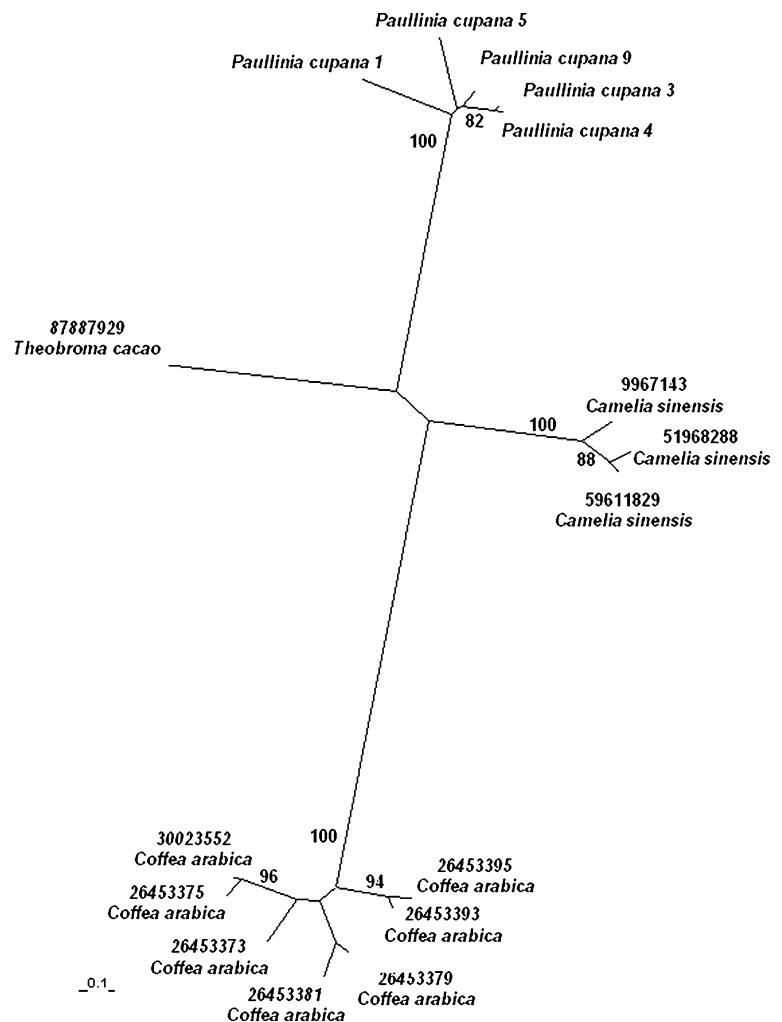 Paullinia cupana 5
Paullinia cupana 1
Paullinia cupana 9
Paullinia cupana 3
82
Paullinia cupana 4
100
87887929
Theobroma cacao
9967143
Camelia sinensis
100
51968288
Camelia sinensis
88
59611829
Camelia sinensis
100
30023552
Coffea arabica
96
94
26453395
Coffea arabica
26453375
Coffea arabica
26453393
Coffea arabica
26453373
Coffea arabica
26453379
Coffea arabica
26453381
Coffea arabica
_0.1_